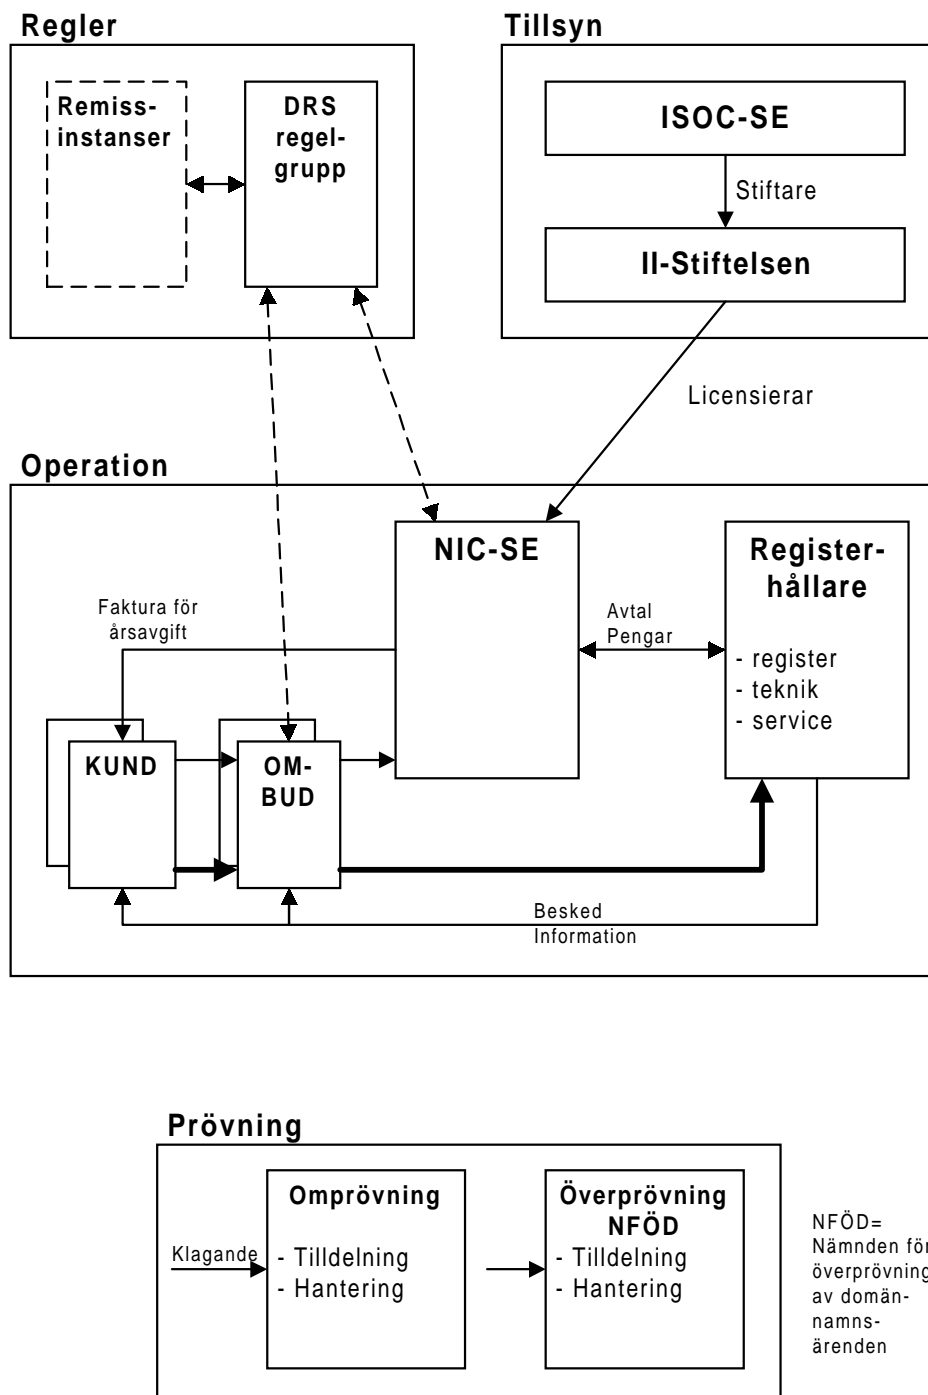 Regler
Remiss-
instanser
DRS
regel-
grupp
Tillsyn
ISOC-SE
Stiftare
II-Stiftelsen
Licensierar
Operation
NIC-SE
Register-
hållare
- register
- teknik
- service
Avtal
Pengar
Faktura för
årsavgift
KUND
OM-
BUD
Besked
Information
Prövning
Klagande
Omprövning
- Tilldelning
- Hantering
Överprövning
NFÖD
- Tilldelning
- Hantering
NFÖD=
Nämnden för
överprövning
av domän-
namns-
ärenden